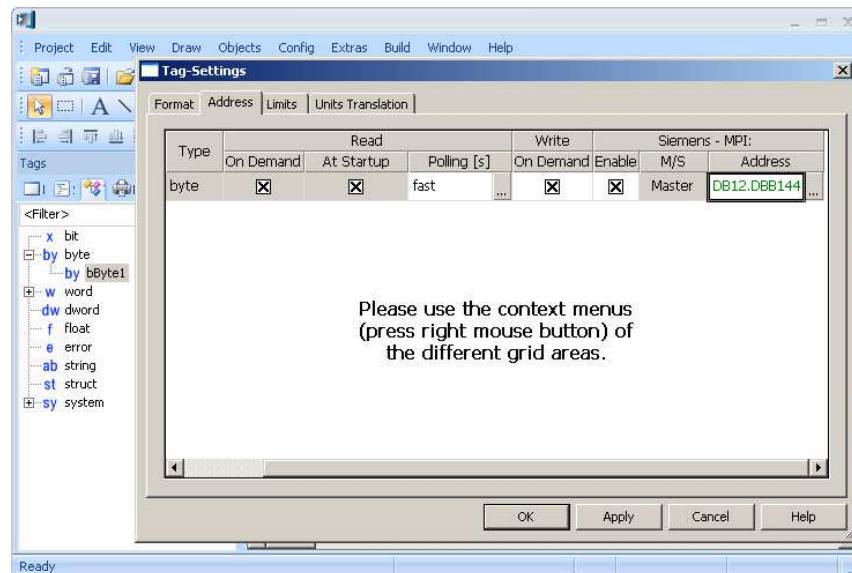 Project Edit View Draw Objects Config Extras Build Window Help
Tag-Settings
Format Address Limits Units Translation
Type Read Write Siemens - MPI:
On Demand At Startup Polling [s] On Demand Enable M/S Address
byte fast ... Master DB12.DBB144 ...
Please use the context menus
(press right mouse button) of
the different grid areas.
OK Apply Cancel Help
A
Tags
<Filter>
x bit
by byte
by bByte1
w word
dw dword
f float
e error
ab string
st struct
sy system
Ready